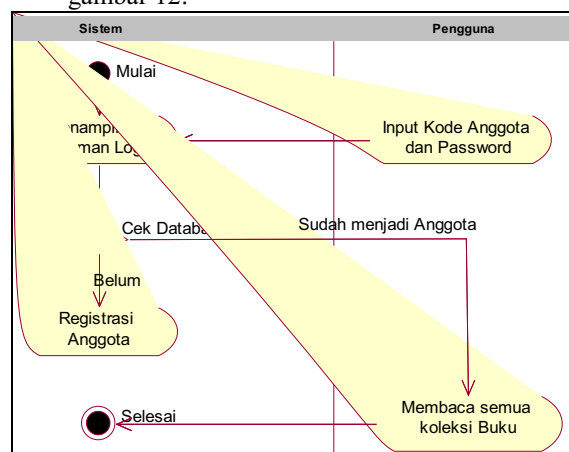 gambar 12.
Sistem
Pengguna
Mulai
Input Kode Anggota
dan Password
Cek
Sudah menjadi Anggota
Belum
Registrasi
Anggota
Membaca semua
koleksi Buku
Selesai